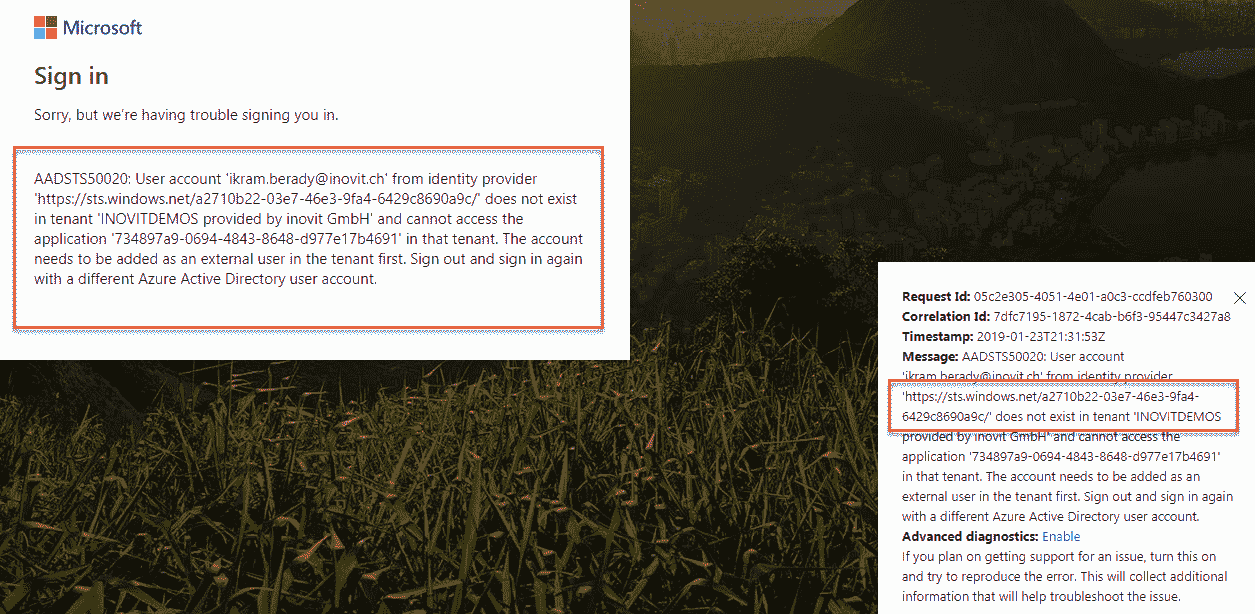 Microsoft
Sign in
Sorry, but we're having trouble signing you in.
AADSTS50020: User account 'ikram.berady@inovit.ch' from identity provider
'https://sts.windows.net/a2710b22-03e7-46e3-9fa4-6429c8690a9c/' does not exist
in tenant 'INOVITDEMOS provided by inovit GmbH' and cannot access the
application '734897a9-0694-4843-8648-d977e17b4691' in that tenant. The account
needs to be added as an external user in the tenant first. Sign out and sign in again
with a different Azure Active Directory user account.
Request Id: 05c2e305-4051-4e01-a0c3-ccdfeb760300
Correlation Id: 7dfc7195-1872-4cab-b6f3-95447c3427a8
Timestamp: 2019-01-23T21:31:53Z
Message: AADSTS50020: User account
'ikram.berady@inovit.ch' from identity provider
'https://sts.windows.net/a2710b22-03e7-46e3-9fa4-
6429c8690a9c/' does not exist in tenant 'INOVITDEMOS
provided by inovit GmbH' and cannot access the
application '734897a9-0694-4843-8648-d977e17b4691'
in that tenant. The account needs to be added as an
external user in the tenant first. Sign out and sign in again
with a different Azure Active Directory user account.
Advanced diagnostics: Enable
If you plan on getting support for an issue, turn this on
and try to reproduce the error. This will collect additional
information that will help troubleshoot the issue.